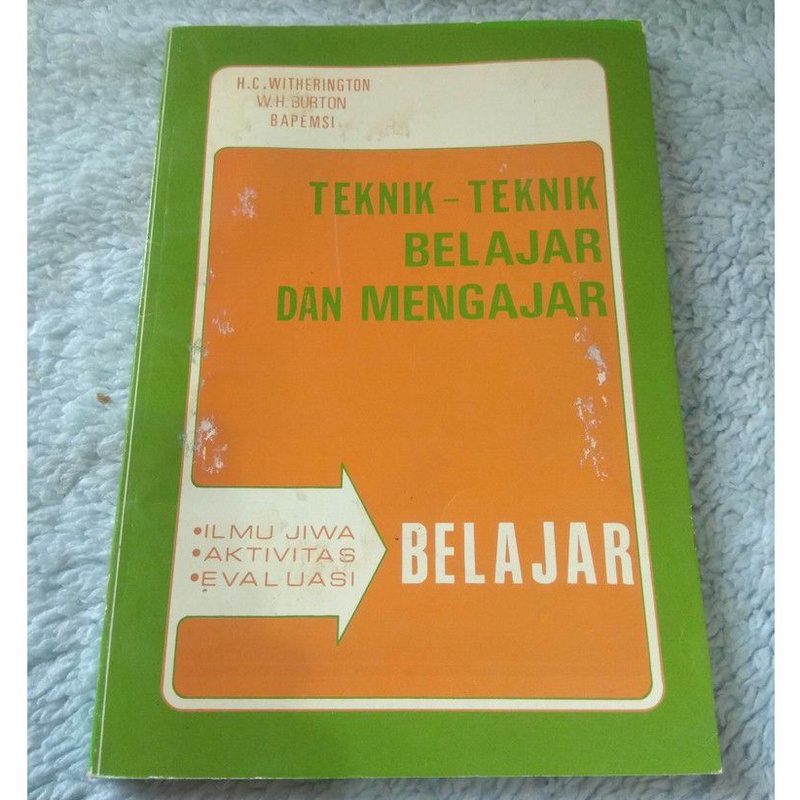 H.C.WITHERINGTON
W.H.BURTON
BAPEMSI
TEKNIK-TEKNIK
BELAJAR
DAN MENGAJAR
•ILMU JIWA
•AKTIVITAS
•EVALUASI
BELAJAR